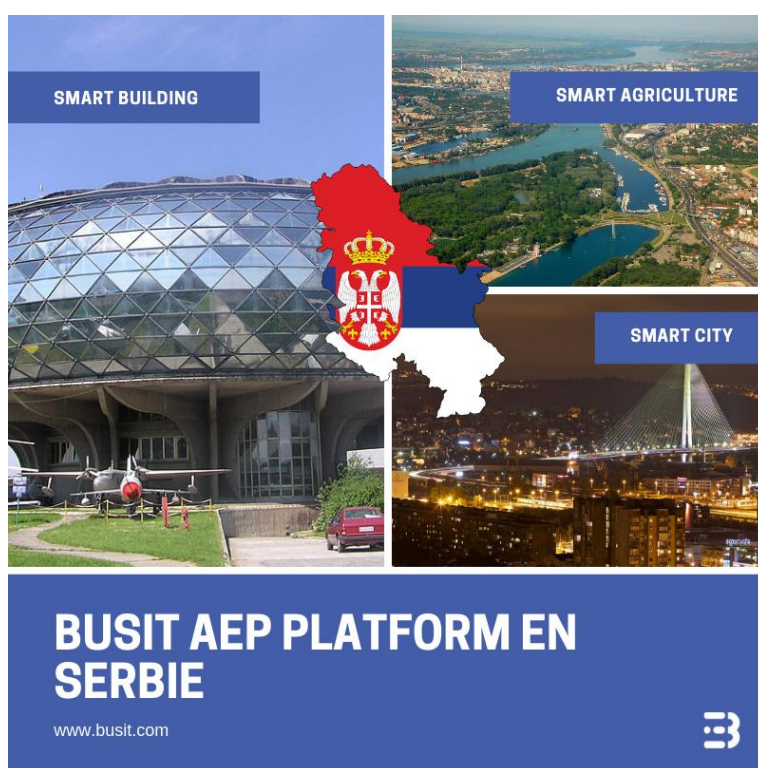 SMART BUILDING
SMART AGRICULTURE
SMART CITY
BUSIT AEP PLATFORM EN
SERBIE
www.busit.com